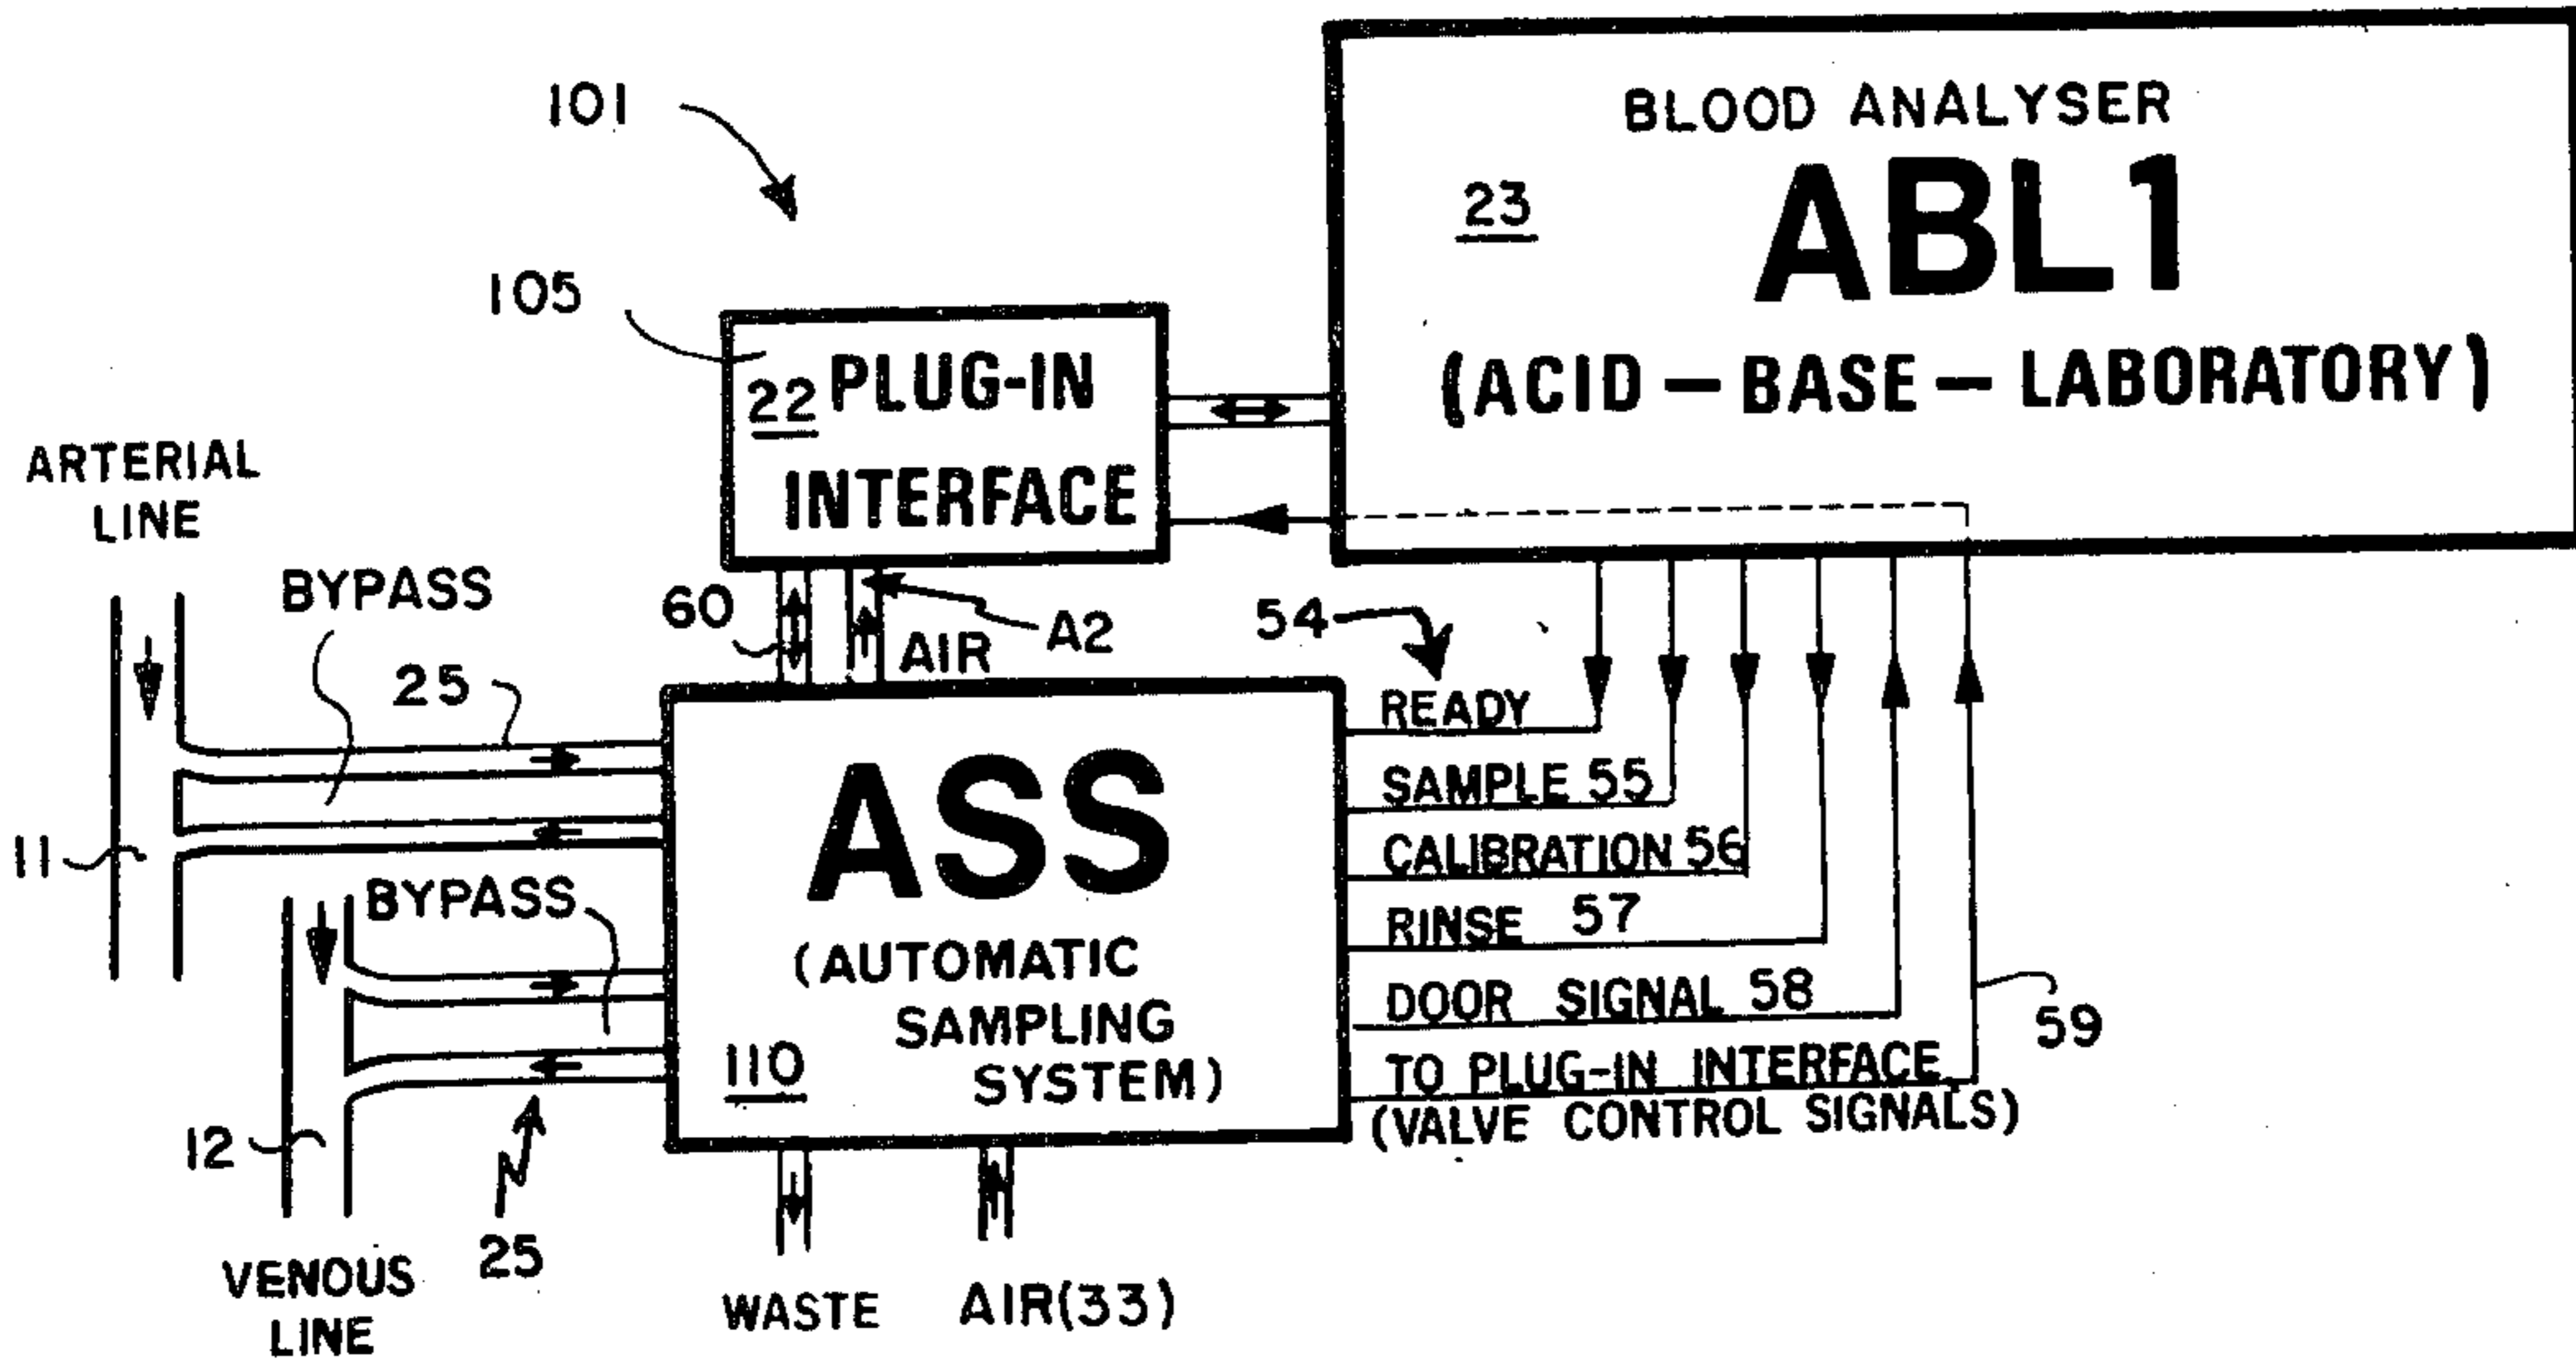 101
BLOOD ANALYSER
23
ABL1
(ACID — BASE — LABORATORY)
105
22 PLUG-IN
INTERFACE
ARTERIAL
LINE
BYPASS
25
60
AIR
A2
54
READY
SAMPLE 55
CALIBRATION 56
RINSE 57
DOOR SIGNAL 58
TO PLUG-IN INTERFACE
(VALVE CONTROL SIGNALS)
59
11
BYPASS
ASS
(AUTOMATIC
SAMPLING
SYSTEM)
110
12
25
VENOUS
LINE
WASTE
AIR(33)